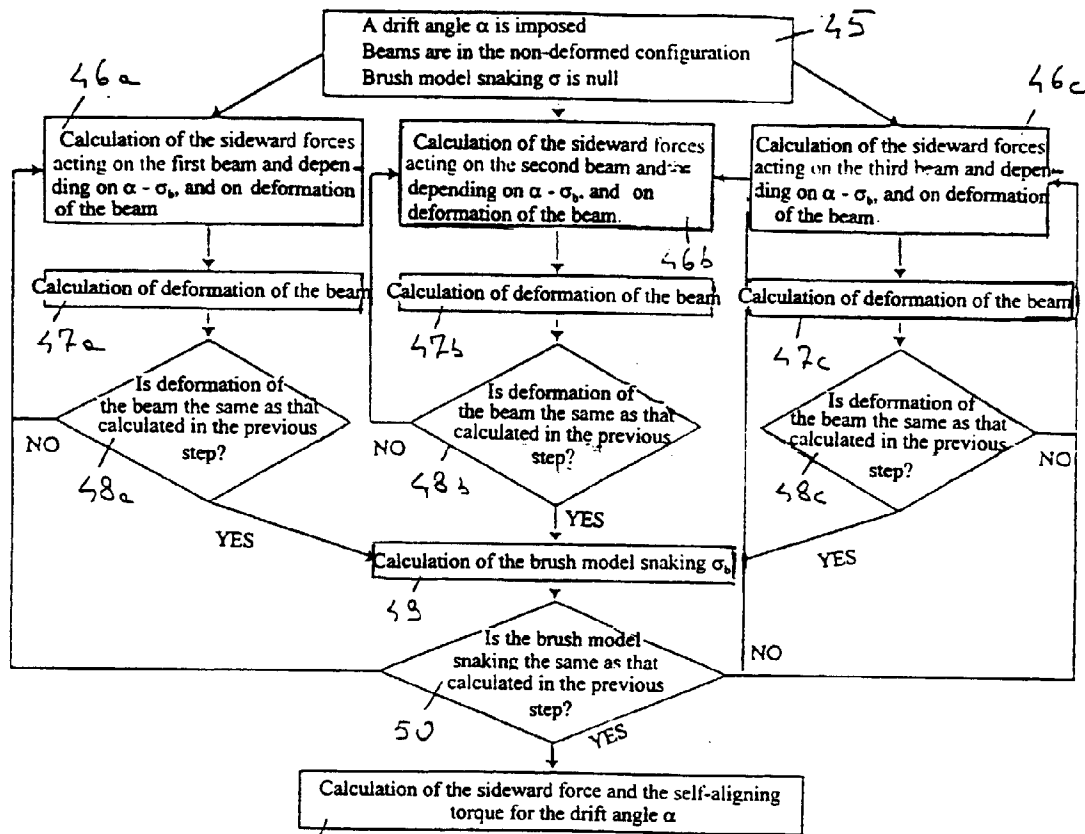 A drift angle α is imposed
Beams are in the non-deformed configuration
Brush model snaking σ is null
45
46a
46c
Calculation of the sideward forces
acting on the first beam and depen-
ding on α - σb, and on deformation
of the beam
Calculation of the sideward forces
acting on the second beam and
depending on α - σb, and on
deformation of the beam.
Calculation of the sideward forces
acting on the third beam and depen-
ding on α - σb, and on deformation
of the beam.
46b
Calculation of deformation of the beam
Calculation of deformation of the beam
Calculation of deformation of the beam
47a
47b
47c
Is deformation of
the beam the same as that
calculated in the previous
step?
Is deformation of
the beam the same as that
calculated in the previous
step?
Is deformation of
the beam the same as that
calculated in the previous
step?
NO
NO
NO
48a
48b
48c
YES
YES
YES
Calculation of the brush model snaking σb
49
Is the brush model
snaking the same as that
calculated in the previous
step?
NO
50
YES
Calculation of the sideward force and the self-aligning
torque for the drift angle α